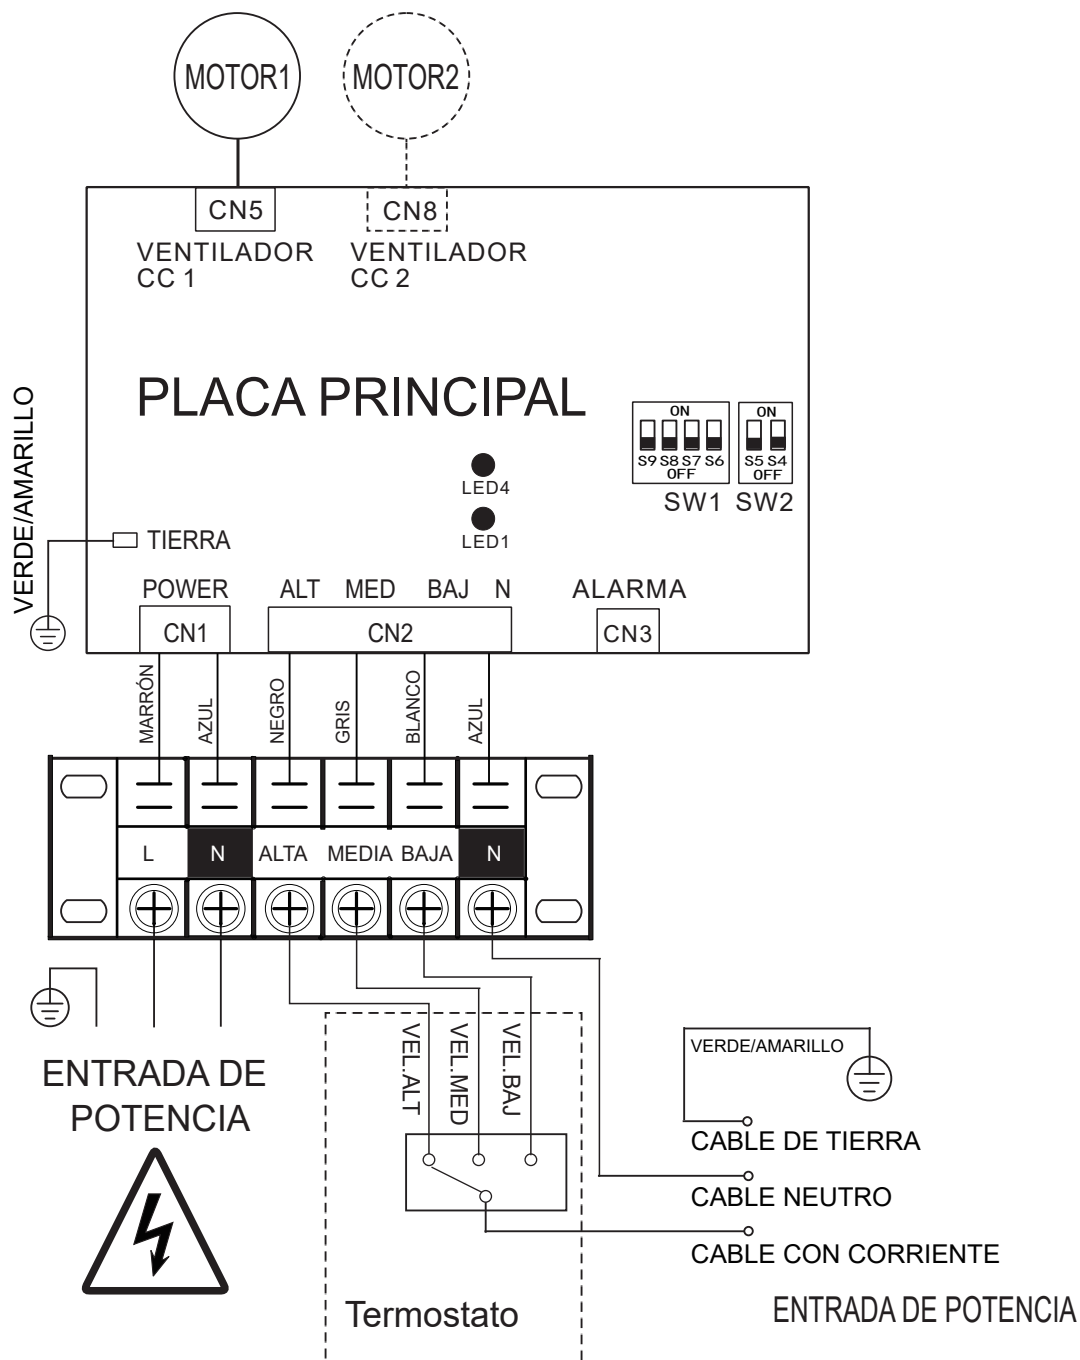 MOTOR1
MOTOR2
CN5
CN8
VENTILADOR
CC 1
VENTILADOR
CC 2
PLACA PRINCIPAL
VERDE/AMARILLO
ON
S9 S8 S7 S6
OFF
SW1
ON
S5 S4
OFF
SW2
LED4
LED1
TIERRA
POWER
ALT
MED
BAJ
N
ALARMA
CN1
CN2
CN3
MARRÓN
AZUL
NEGRO
GRIS
BLANCO
AZUL
L
N
ALTA
MEDIA
BAJA
N
ENTRADA DE
POTENCIA
VEL.ALT
VEL.MED
VEL.BAJ
VERDE/AMARILLO
CABLE DE TIERRA
CABLE NEUTRO
CABLE CON CORRIENTE
Termostato
ENTRADA DE POTENCIA